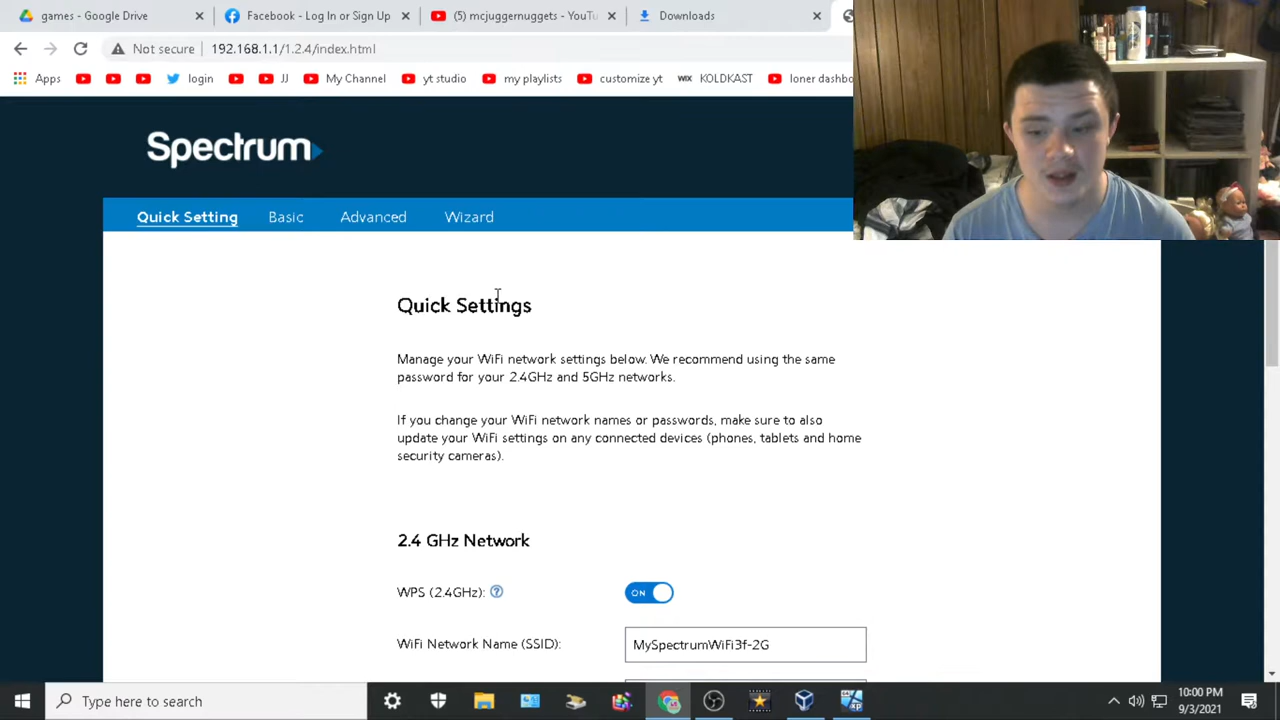 games - Google Drive
Facebook - Log In or Sign Up
(5) mcjuggernuggets - YouTu
Downloads
Not secure
192.168.1.1/1.2.4/index.html
Apps
login
JJ
My Channel
yt studio
my playlists
customize yt
WIX KOLDKAST
loner dashbo
Spectrum
Quick Setting
Basic
Advanced
Wizard
Quick Settings
Manage your WiFi network settings below. We recommend using the same
password for your 2.4GHz and 5GHz networks.
If you change your WiFi network names or passwords, make sure to also
update your WiFi settings on any connected devices (phones, tablets and home
security cameras).
2.4 GHz Network
WPS (2.4GHz): ?
ON
WiFi Network Name (SSID):
MySpectrumWiFi3f-2G
Type here to search
10:00 PM
9/3/2021